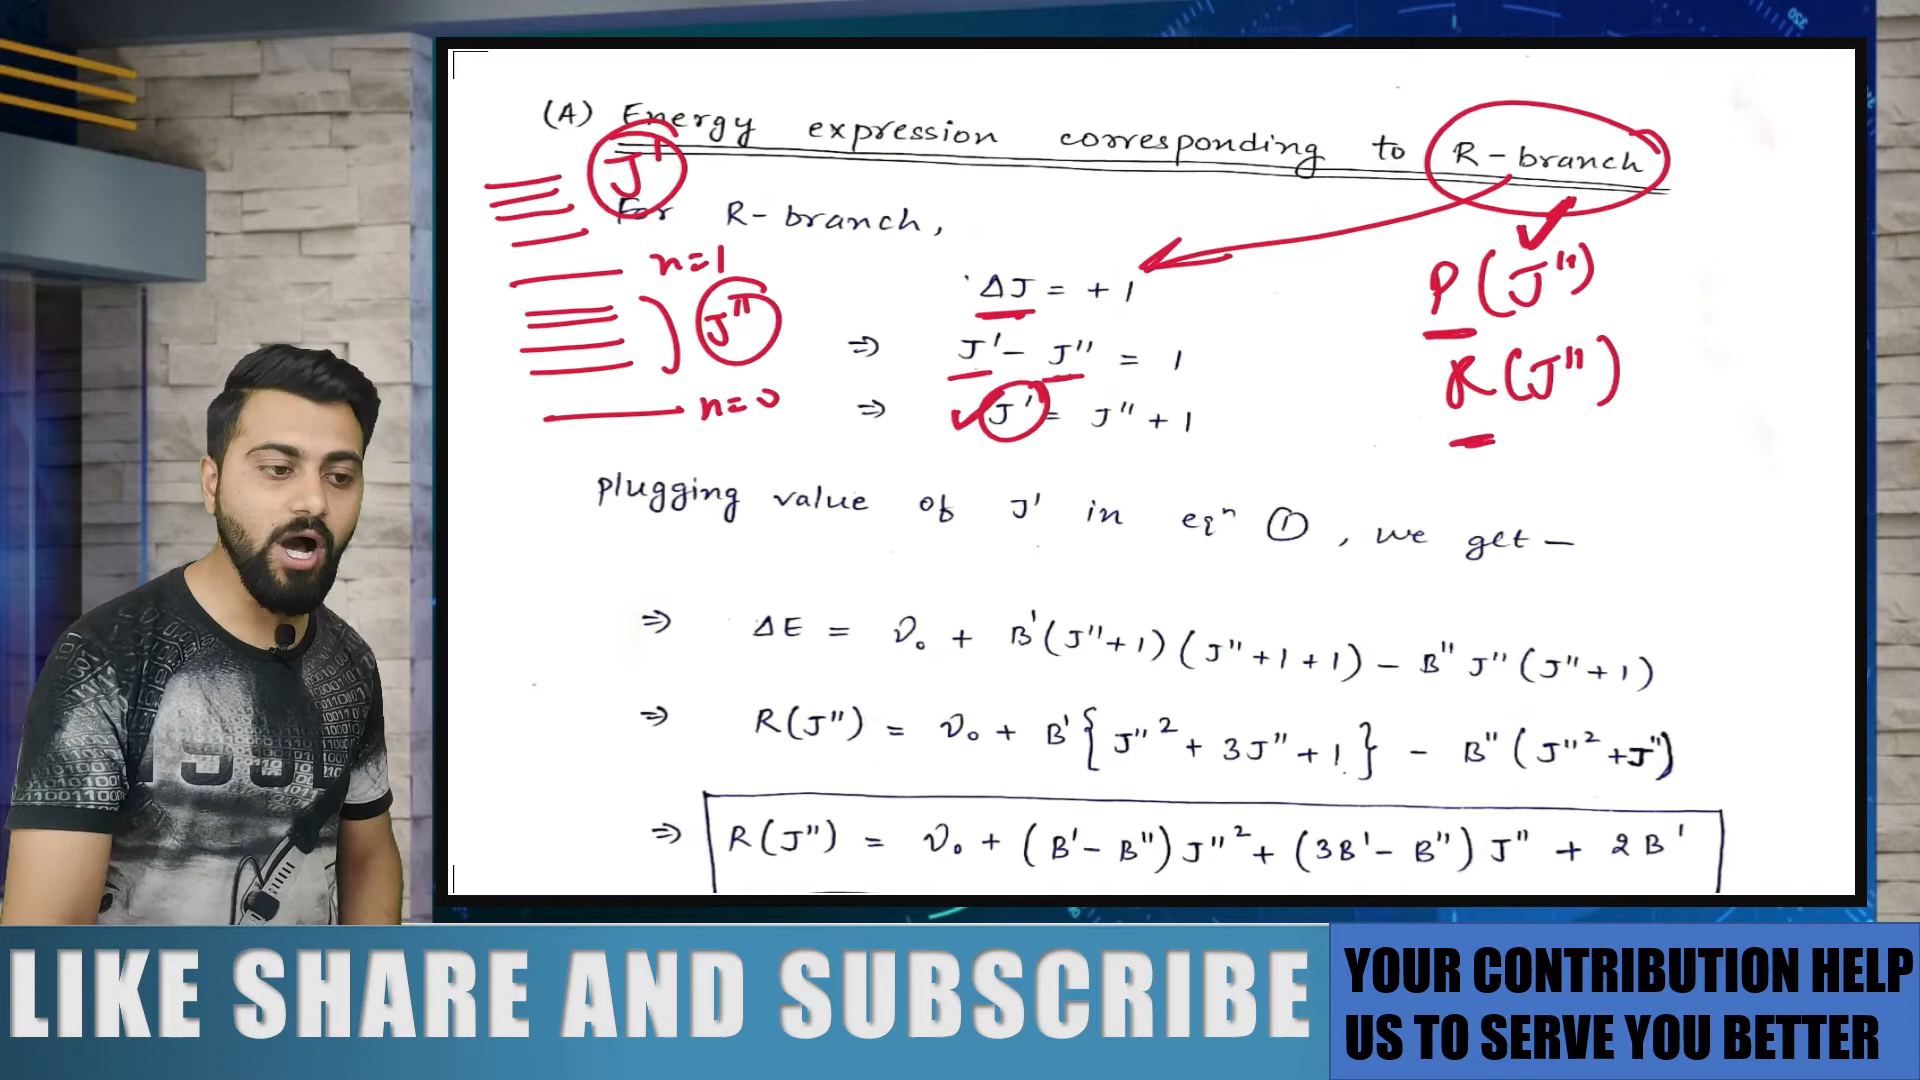 (A) Energy expression corresponding to R-branch
J'
For R-branch,
n=1
ΔJ = +1
P(J'')
J''
⇒ J' - J'' = 1
R(J'')
n=0
⇒ J' = J'' + 1
plugging value of J' in eqⁿ ①, we get —
⇒ ΔE = ν₀ + B'(J''+1)(J''+1+1) - B''J''(J''+1)
⇒ R(J'') = ν₀ + B'{J''² + 3J'' + 1} - B''(J''²+J'')
⇒ R(J'') = ν₀ + (B'-B'')J''² + (3B'-B'')J'' + 2B'
LIKE SHARE AND SUBSCRIBE
YOUR CONTRIBUTION HELP
US TO SERVE YOU BETTER